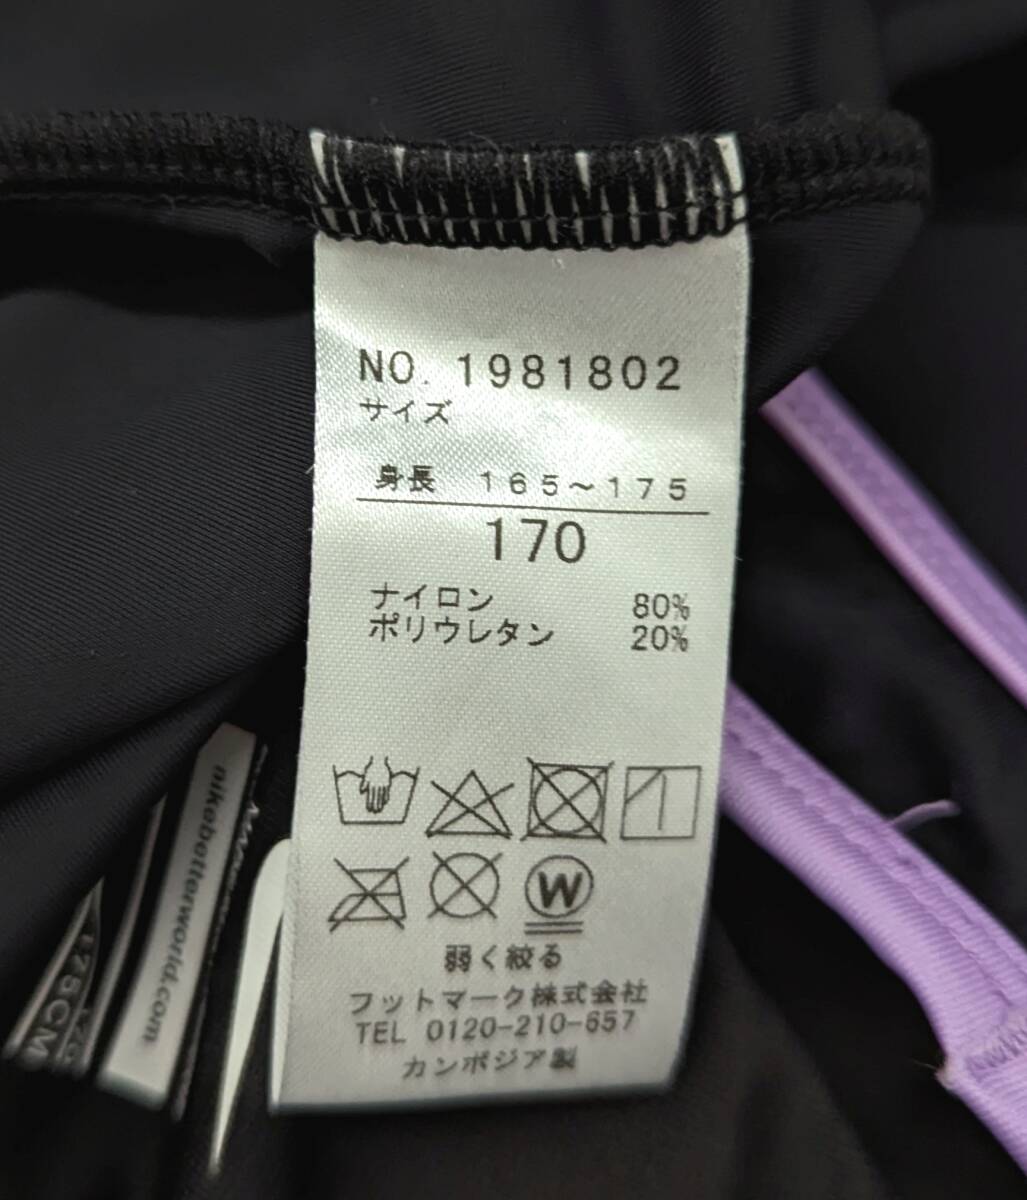 NO. 1981802
サイズ
身長 165～175
170
ナイロン 80%
ポリウレタン 20%
W
弱く絞る
フットマーク株式会社
TEL 0120-210-657
カンボジア製
nikebetterworld.com
175CM